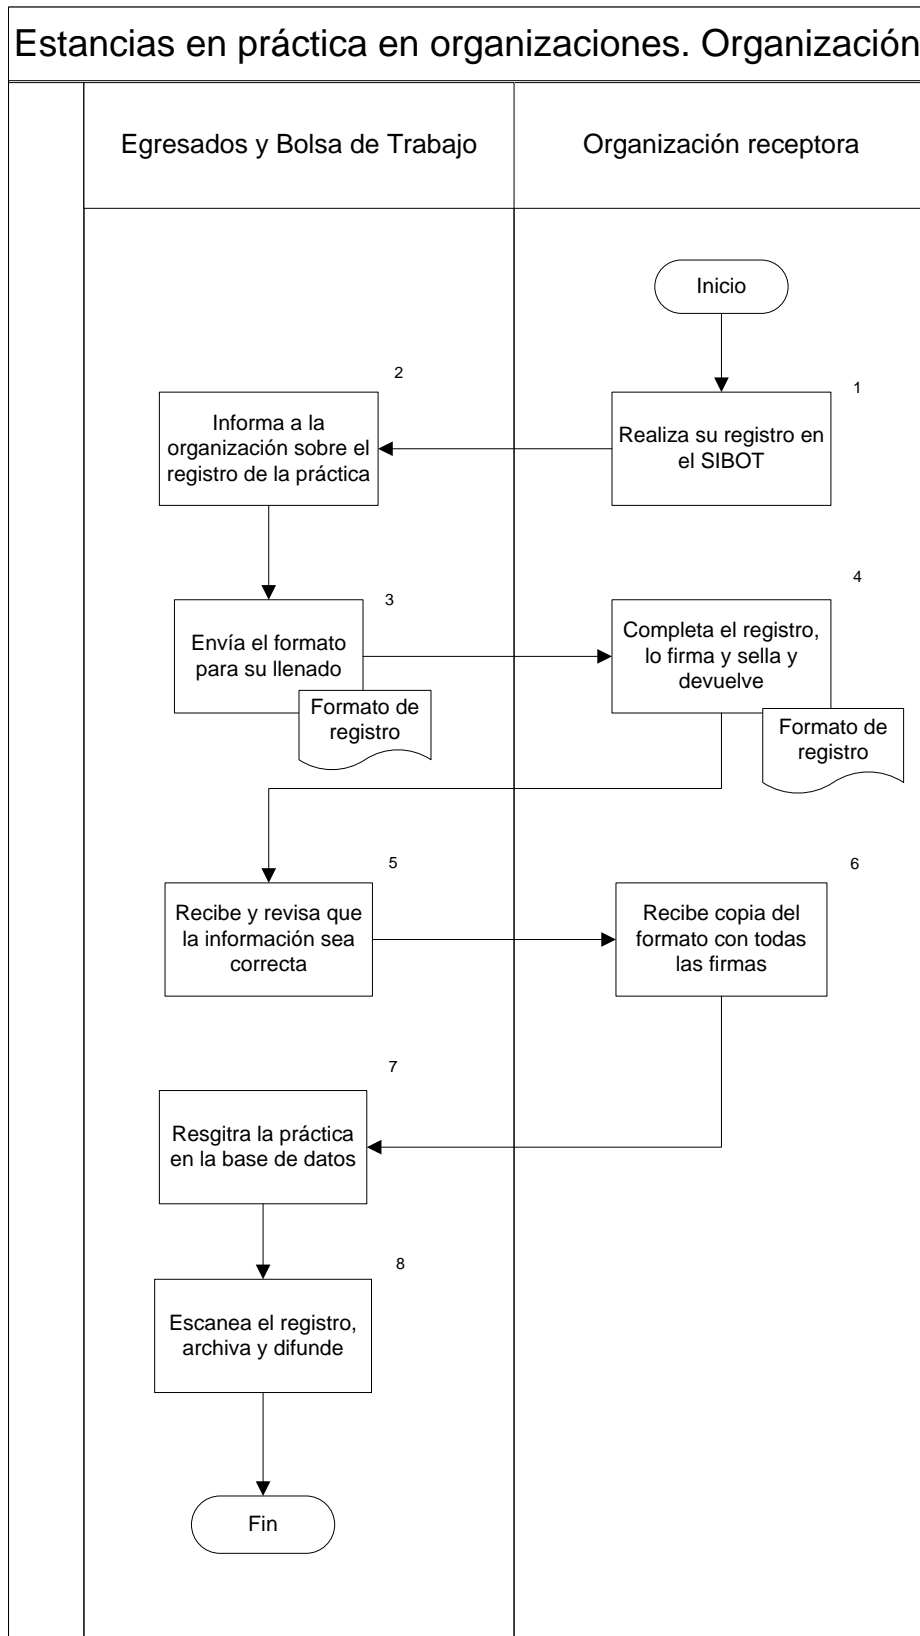 Estancias en práctica en organizaciones. Organización
Egresados y Bolsa de Trabajo
Organización receptora
Inicio
1
Realiza su registro en
el SIBOT
2
Informa a la
organización sobre el
registro de la práctica
3
Envía el formato
para su llenado
Formato de
registro
4
Completa el registro,
lo firma y sella y
devuelve
Formato de
registro
5
Recibe y revisa que
la información sea
correcta
6
Recibe copia del
formato con todas
las firmas
7
Resgitra la práctica
en la base de datos
8
Escanea el registro,
archiva y difunde
Fin